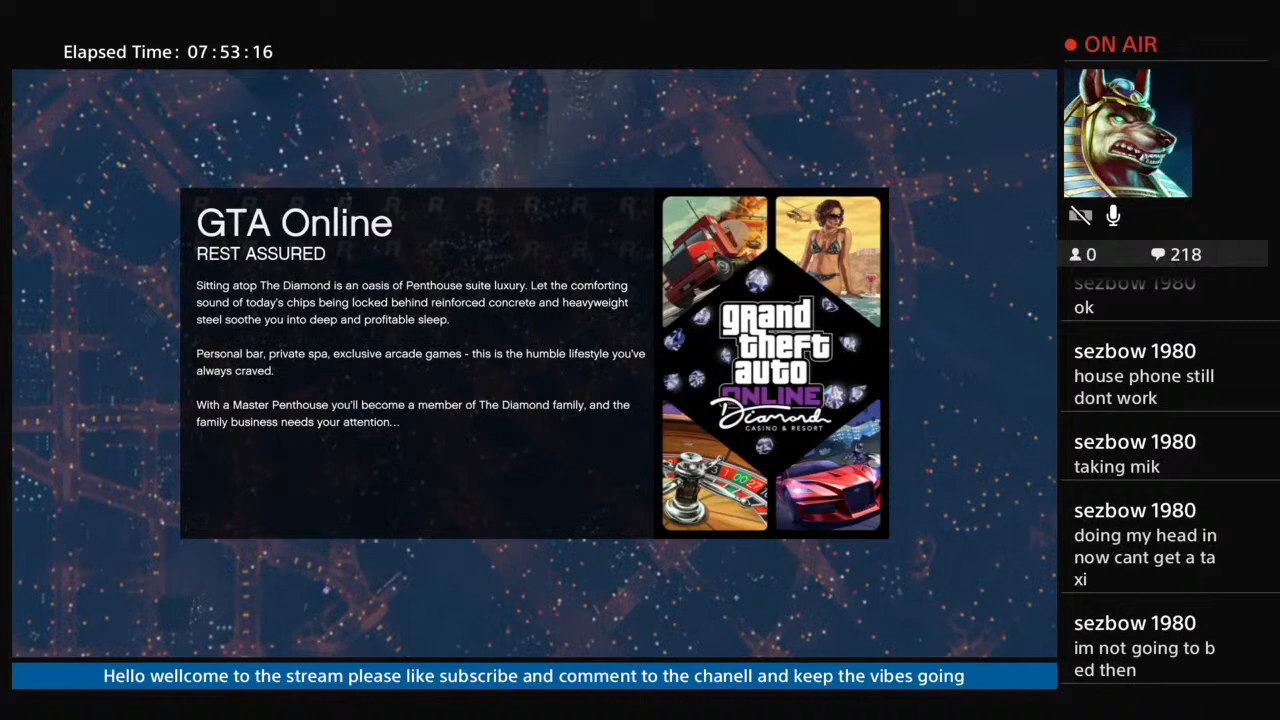 Elapsed Time: 07:53:16
ON AIR
GTA Online
REST ASSURED
Sitting atop The Diamond is an oasis of Penthouse suite luxury. Let the comforting
sound of today's chips being locked behind reinforced concrete and heavyweight
steel soothe you into deep and profitable sleep.
Personal bar, private spa, exclusive arcade games - this is the humble lifestyle you've
always craved.
With a Master Penthouse you'll become a member of The Diamond family, and the
family business needs your attention...
grand
theft
auto
ONLINE
Diamond
CASINO & RESORT
0
218
sezbow 1980
ok
sezbow 1980
house phone still
dont work
sezbow 1980
taking mik
sezbow 1980
doing my head in
now cant get a ta
xi
sezbow 1980
im not going to b
ed then
Hello wellcome to the stream please like subscribe and comment to the chanell and keep the vibes going